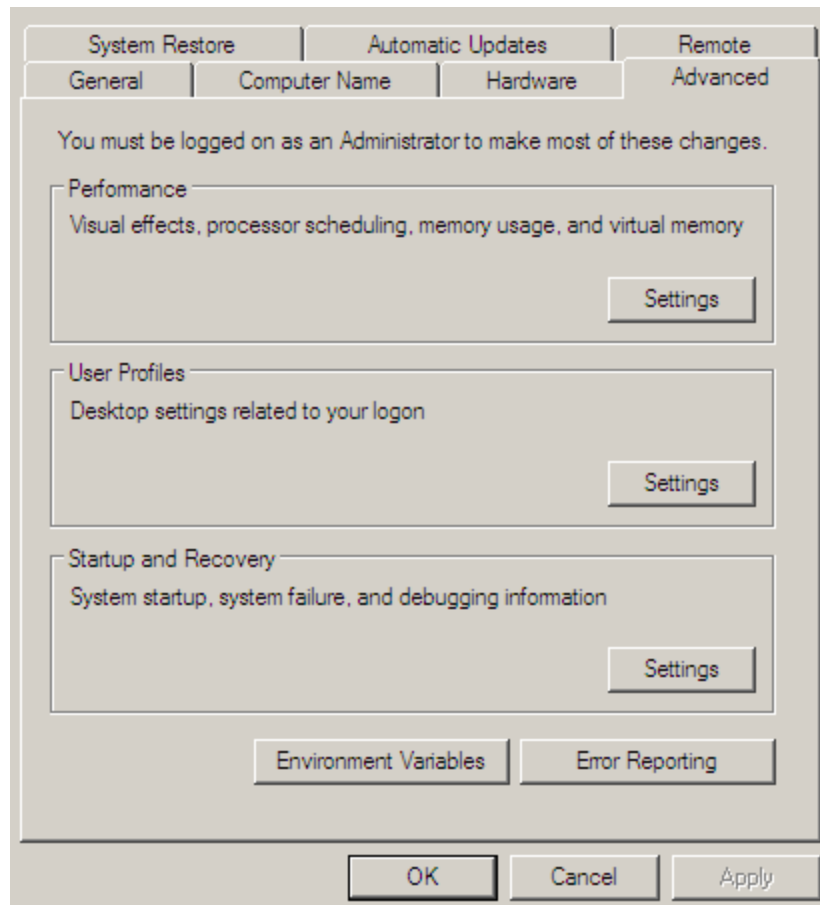 System Restore Automatic Updates Remote
General Computer Name Hardware Advanced
You must be logged on as an Administrator to make most of these changes.
Performance
Visual effects, processor scheduling, memory usage, and virtual memory
Settings
User Profiles
Desktop settings related to your logon
Settings
Startup and Recovery
System startup, system failure, and debugging information
Settings
Environment Variables Error Reporting
OK Cancel Apply